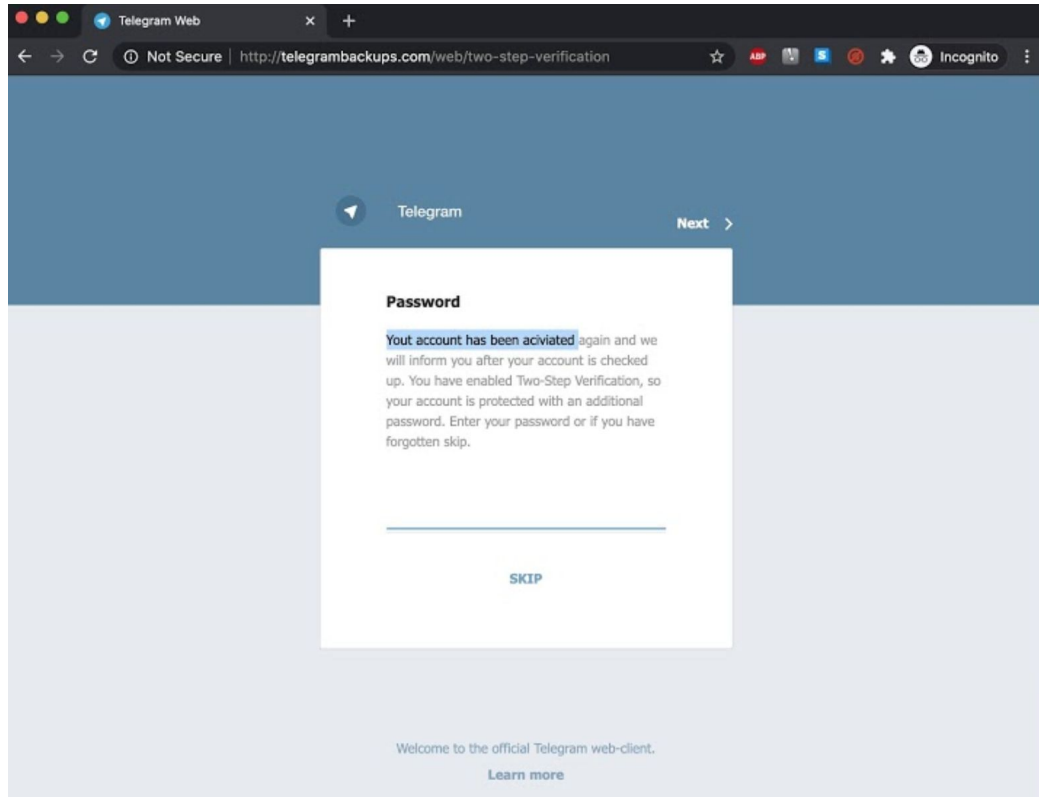 Telegram Web
Not Secure | http://telegrambackups.com/web/two-step-verification
ABP
S
Incognito
Telegram
Next
Password
Yout account has been aciviated again and we
will inform you after your account is checked
up. You have enabled Two-Step Verification, so
your account is protected with an additional
password. Enter your password or if you have
forgotten skip.
SKIP
Welcome to the official Telegram web-client.
Learn more